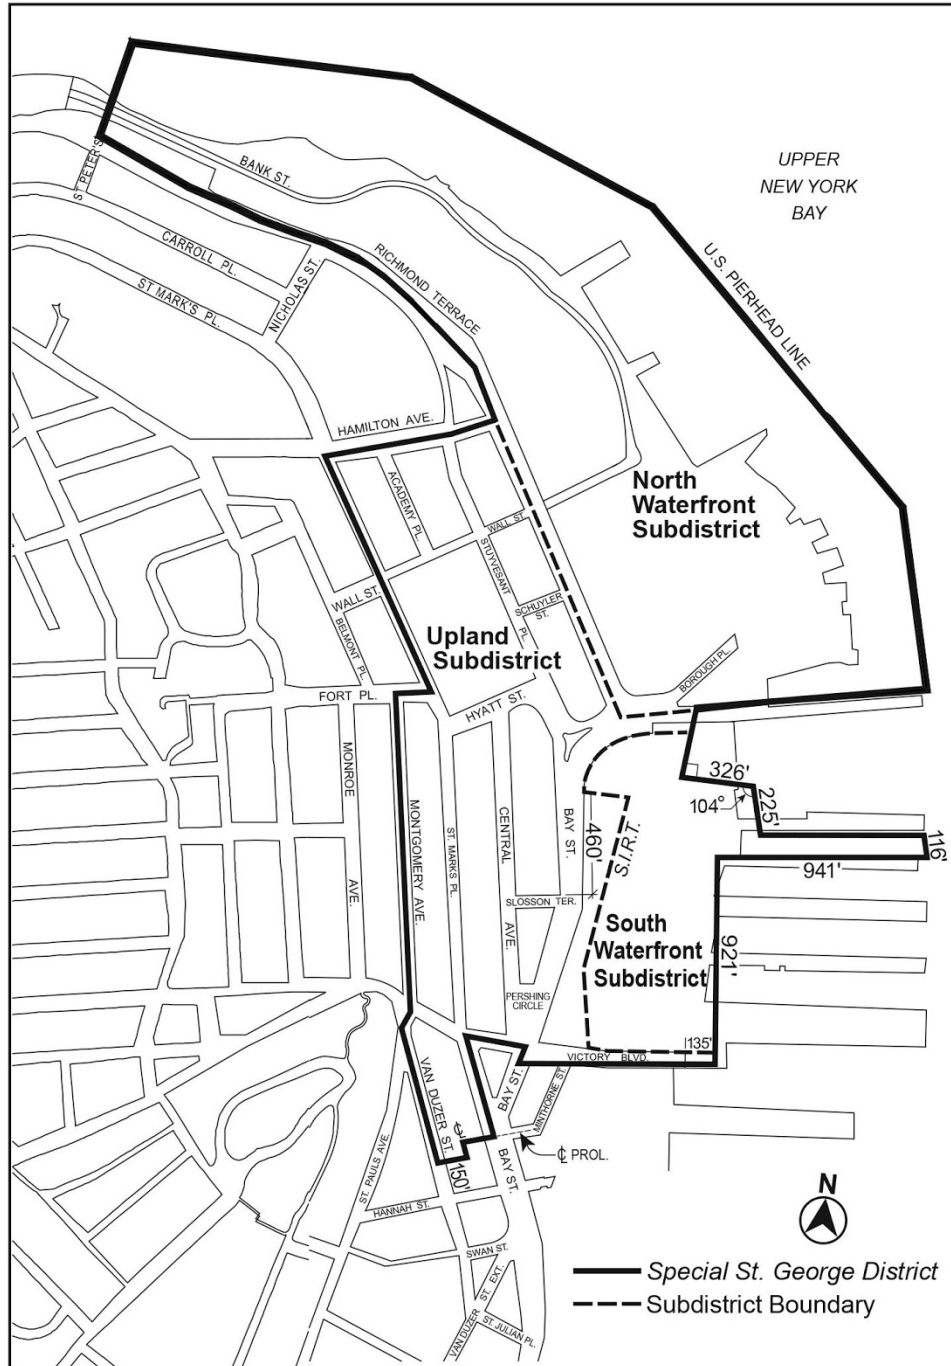 UPPER
NEW YORK
BAY
U.S. PIERHEAD LINE
ST PETER'S
BANK ST.
CARROLL PL.
ST MARK'S PL.
NICHOLAS ST.
RICHMOND TERRACE
HAMILTON AVE.
ACADEMY PL.
WALL ST.
STUYVESANT
PL.
SCHUYLER
ST.
North
Waterfront
Subdistrict
WALL ST.
BELMONT PL.
Upland
Subdistrict
BOROUGH PL.
FORT PL.
HYATT ST.
MONROE
AVE.
MONTGOMERY AVE.
ST. MARKS PL.
CENTRAL
AVE.
BAY ST.
460'
S.I.R.T.
326'
104°
225'
116'
941'
921'
SLOSSON TER.
South
Waterfront
Subdistrict
PERSHING
CIRCLE
135'
VICTORY BLVD.
VAN DUZER ST.
BAY ST.
MINTHORNE ST.
℄
℄ PROL.
150'
BAY ST.
ST. PAULS AVE.
HANNAH ST.
SWAN ST.
VAN DUZER ST. EXT.
ST. JULIAN PL.
N
Special St. George District
Subdistrict Boundary